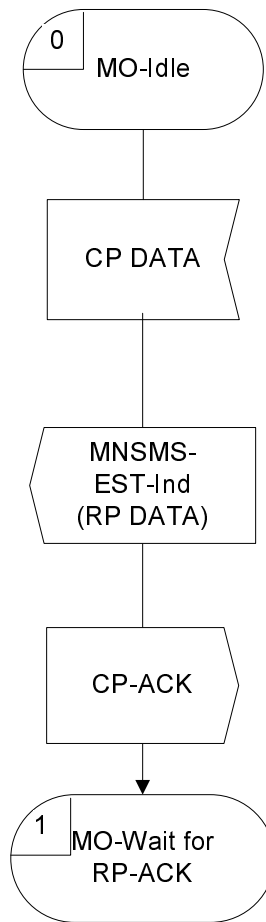 0
MO-Idle
CP DATA
MNSMS-
EST-Ind
(RP DATA)
CP-ACK
1
MO-Wait for
RP-ACK